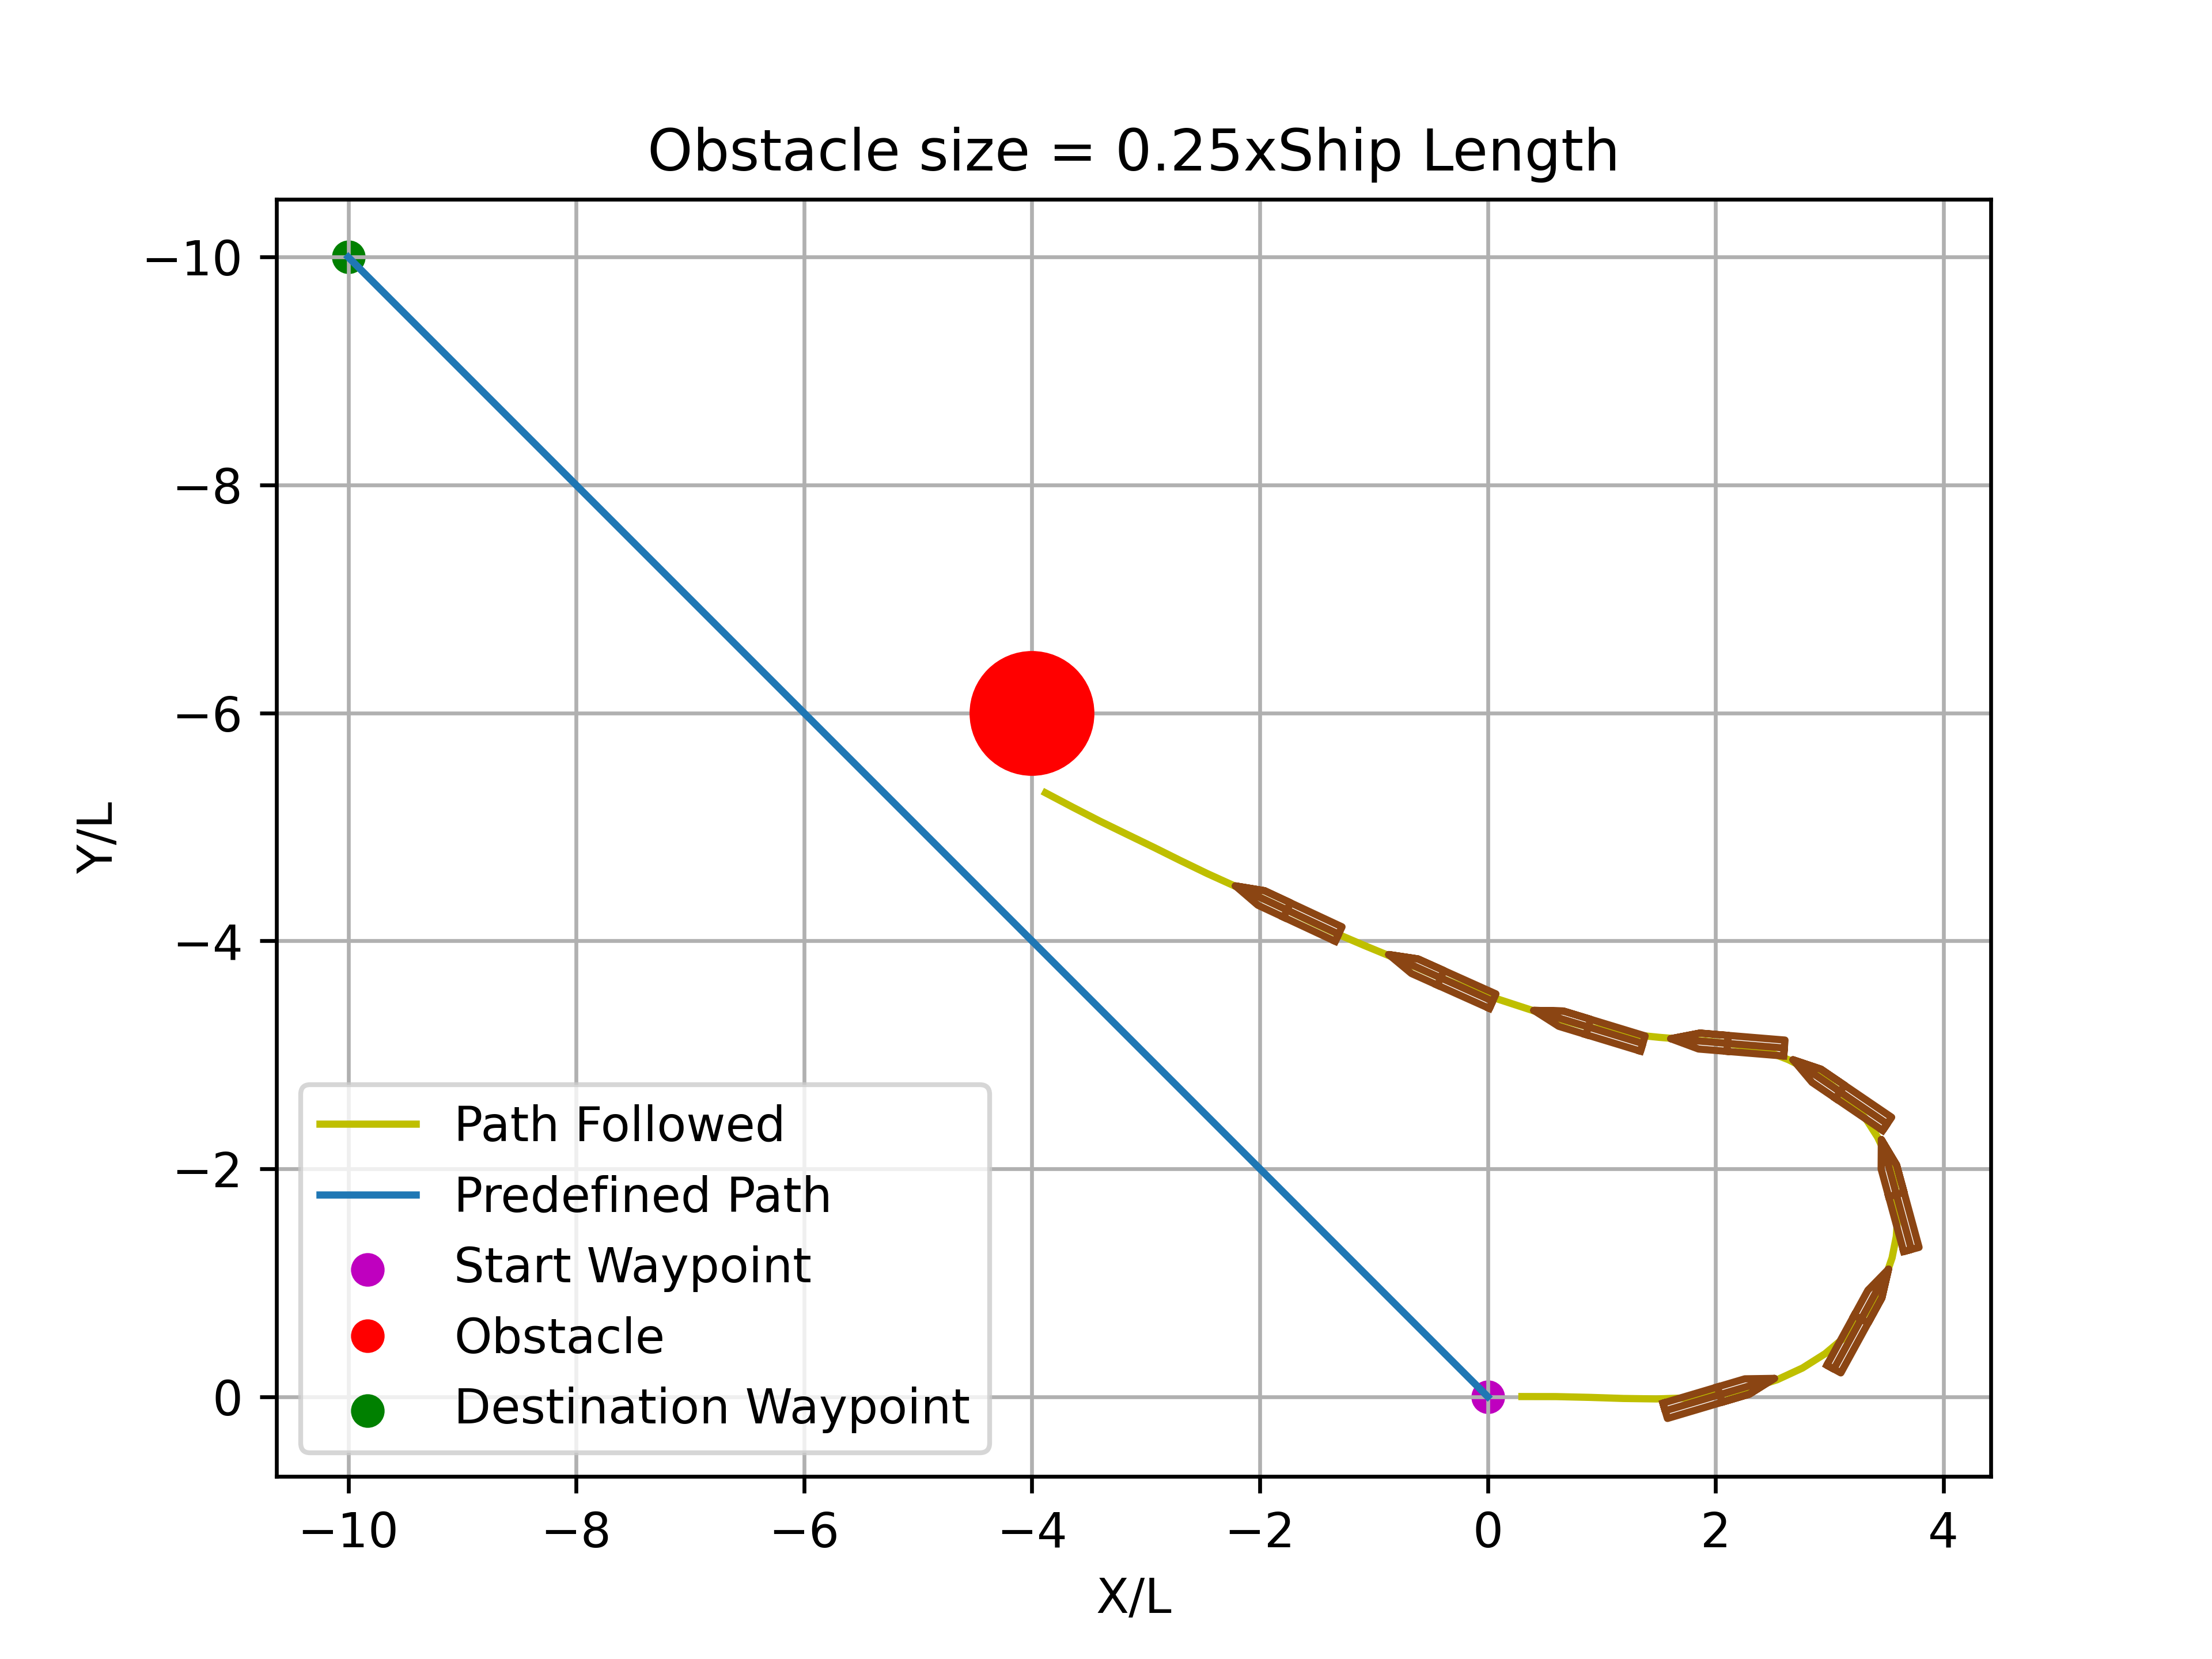 Obstacle size = 0.25xShip Length
−10
−8
−6
−4
−2
0
Y/L
Path Followed
Predefined Path
Start Waypoint
Obstacle
Destination Waypoint
−10 −8 −6 −4 −2 0 2 4
X/L